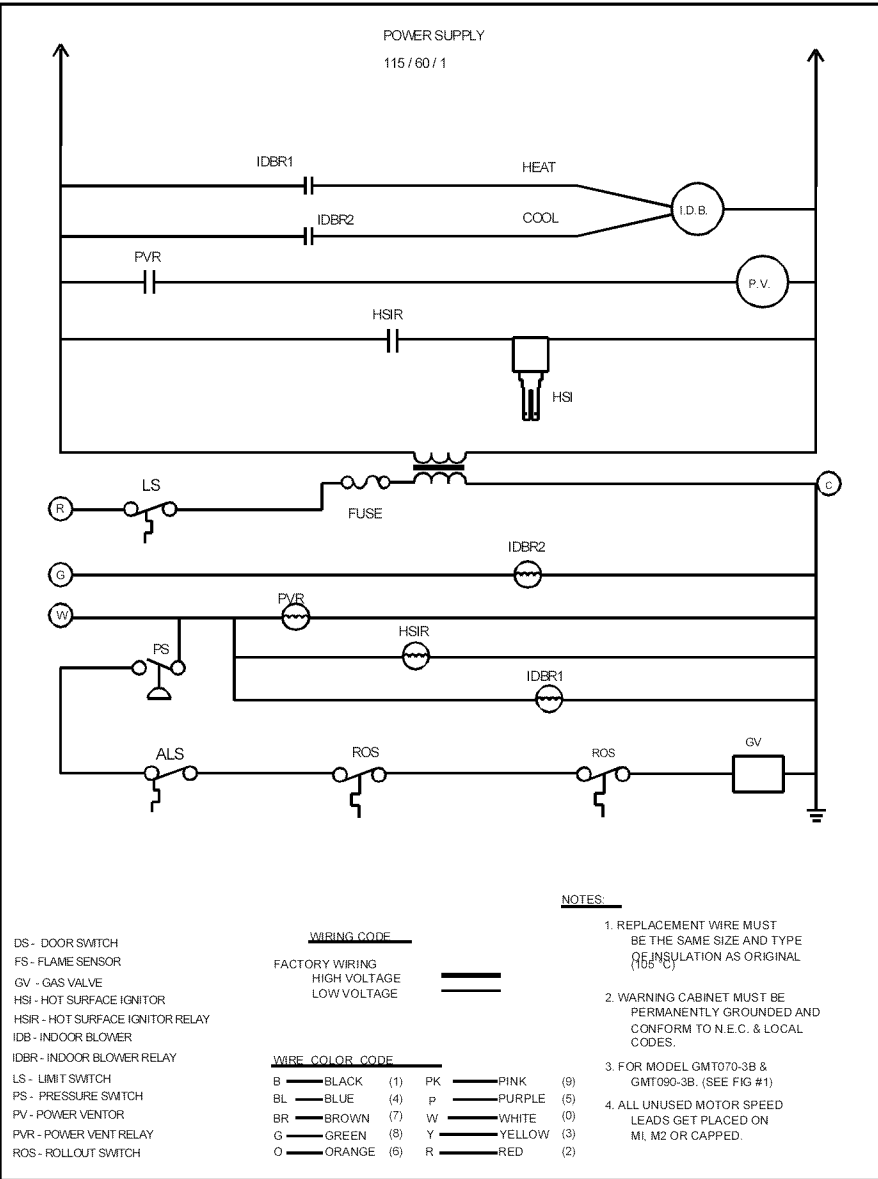 POWER SUPPLY
115 / 60 / 1
IDBR1
HEAT
I.D.B.
IDBR2
COOL
PVR
P.V.
HSIR
HSI
LS
R
FUSE
C
IDBR2
G
PVR
W
HSIR
PS
IDBR1
ALS
ROS
ROS
GV
DS - DOOR SWITCH
FS - FLAME SENSOR
GV - GAS VALVE
HSI - HOT SURFACE IGNITOR
HSIR - HOT SURFACE IGNITOR RELAY
IDB - INDOOR BLOWER
IDBR - INDOOR BLOWER RELAY
LS - LIMIT SWITCH
PS - PRESSURE SWITCH
PV - POWER VENTOR
PVR - POWER VENT RELAY
ROS - ROLLOUT SWITCH
WIRING CODE
FACTORY WIRING
HIGH VOLTAGE
LOW VOLTAGE
WIRE COLOR CODE
B BLACK (1) PK PINK (9)
BL BLUE (4) P PURPLE (5)
BR BROWN (7) W WHITE (0)
G GREEN (8) Y YELLOW (3)
O ORANGE (6) R RED (2)
NOTES:
1. REPLACEMENT WIRE MUST
BE THE SAME SIZE AND TYPE
OF INSULATION AS ORIGINAL
(105 °C)
2. WARNING CABINET MUST BE
PERMANENTLY GROUNDED AND
CONFORM TO N.E.C. & LOCAL
CODES.
3. FOR MODEL GMT070-3B &
GMT090-3B. (SEE FIG #1)
4. ALL UNUSED MOTOR SPEED
LEADS GET PLACED ON
MI, M2 OR CAPPED.